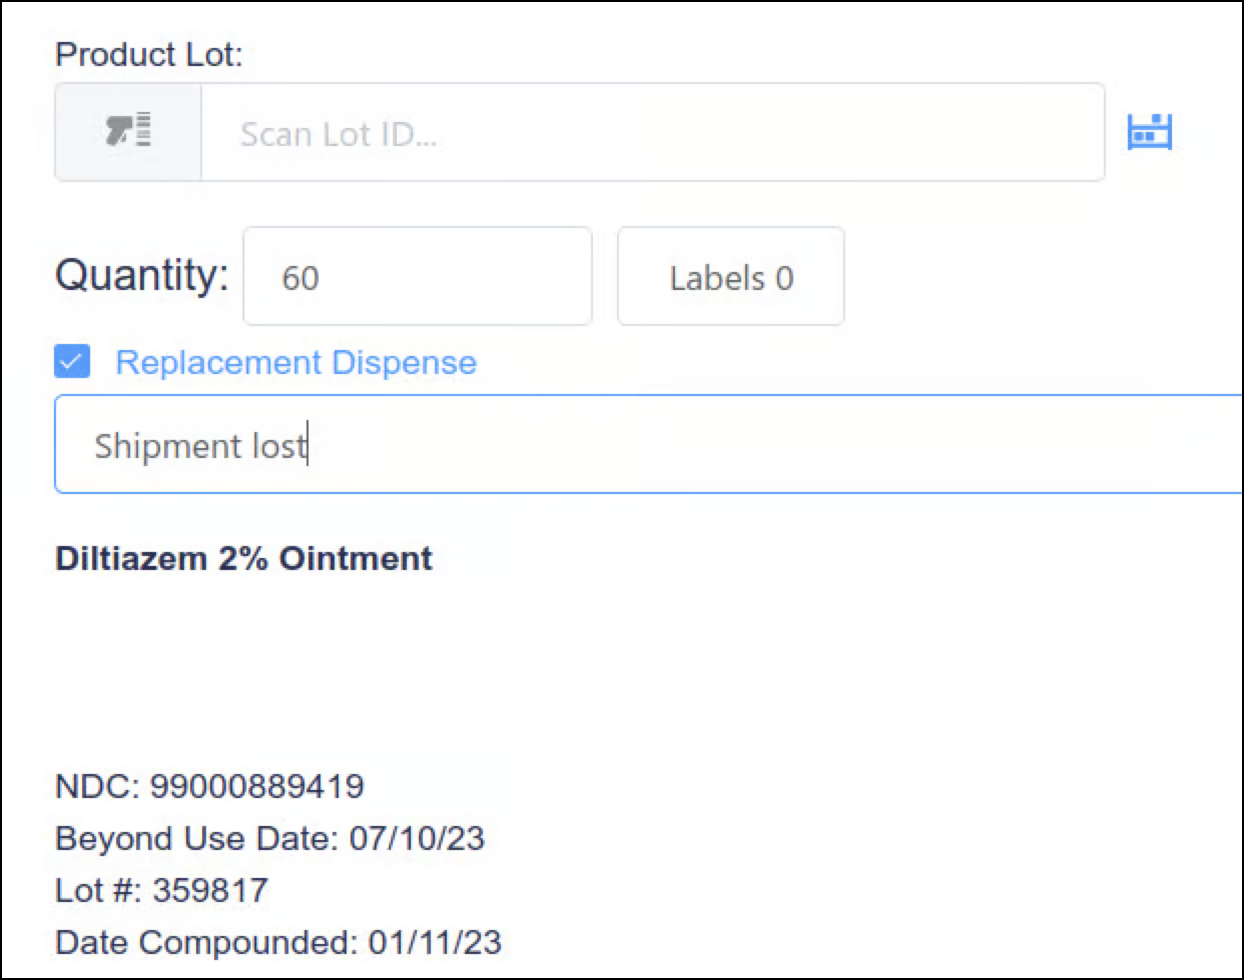 Product Lot:
Scan Lot ID...
Quantity: 60 Labels 0
Replacement Dispense
Shipment lost
Diltiazem 2% Ointment
NDC: 99000889419
Beyond Use Date: 07/10/23
Lot #: 359817
Date Compounded: 01/11/23